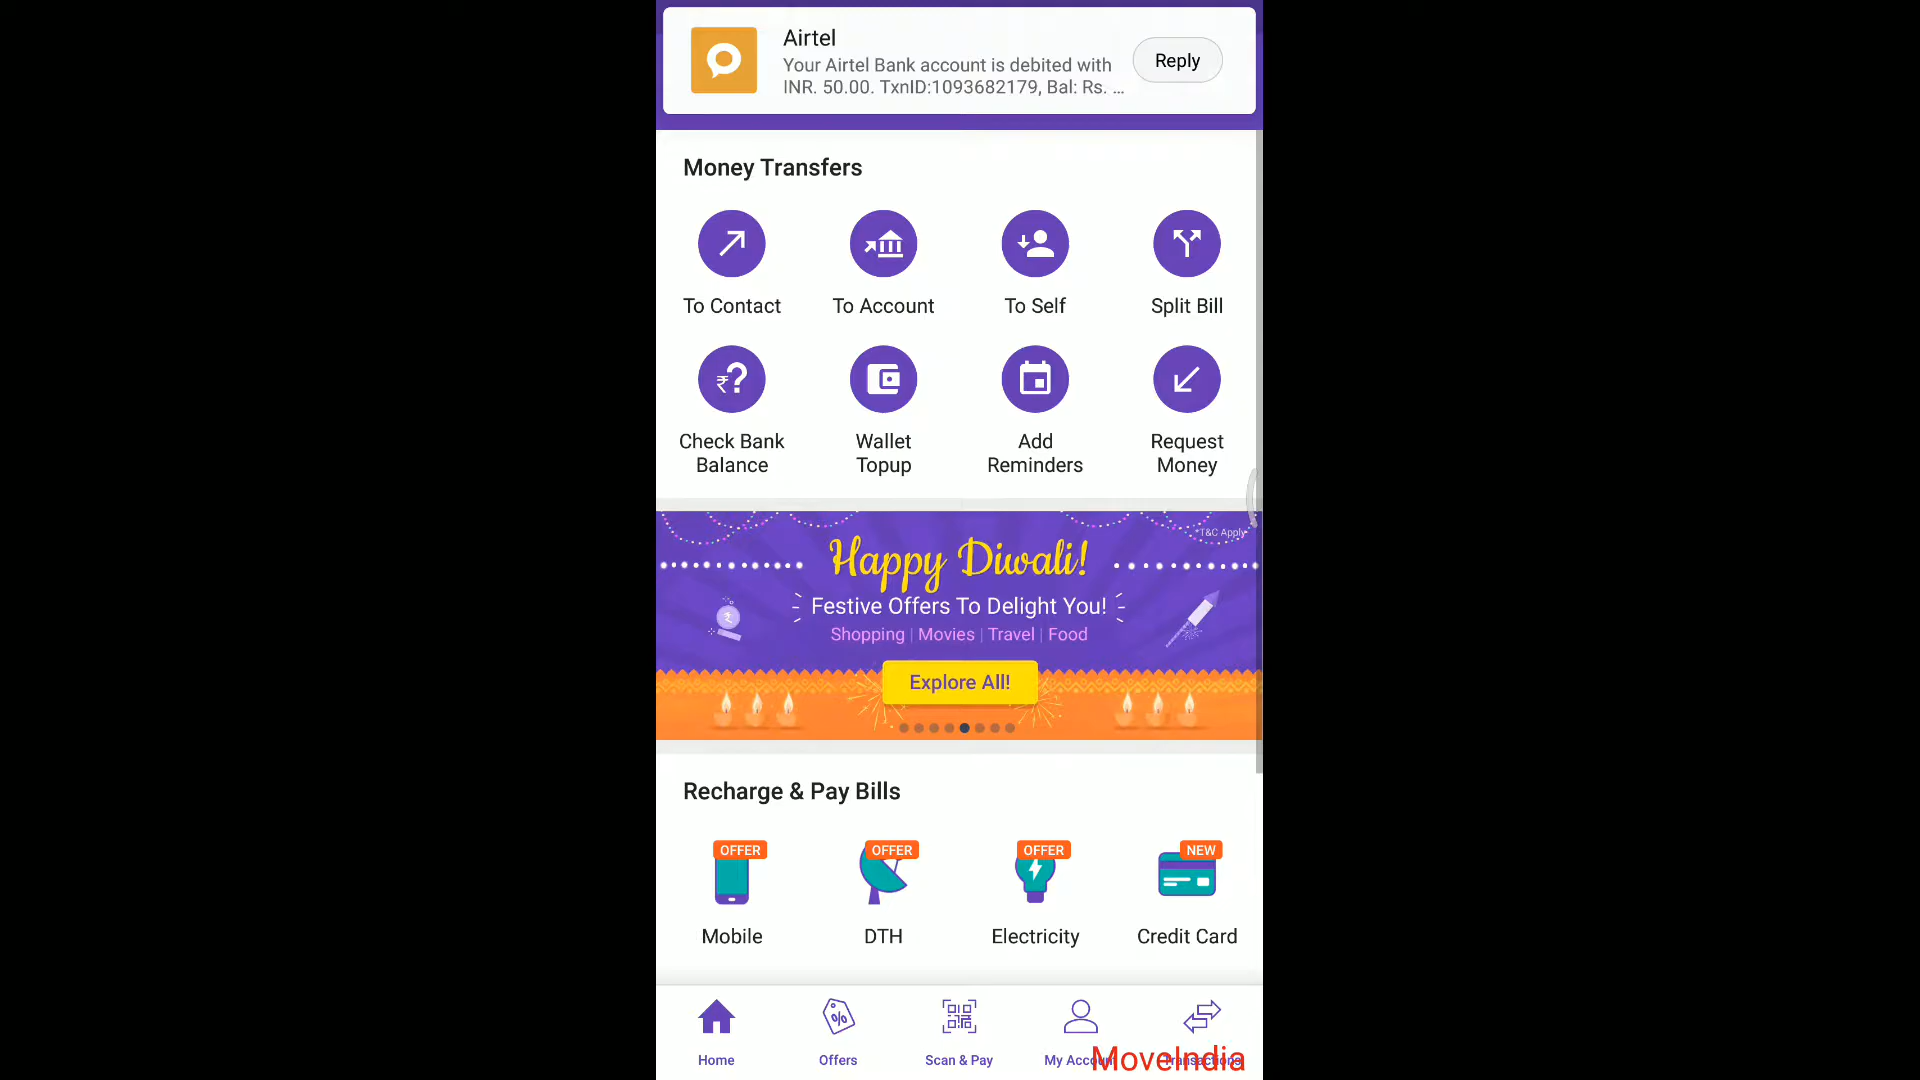 Airtel
Your Airtel Bank account is debited with
INR. 50.00. TxnID:1093682179, Bal: Rs. ...
Reply
Money Transfers
To Contact
To Account
To Self
Split Bill
₹?
Check Bank
Balance
Wallet
Topup
Add
Reminders
Request
Money
*T&C Apply
Happy Diwali!
Festive Offers To Delight You!
Shopping | Movies | Travel | Food
Explore All!
Recharge & Pay Bills
OFFER
OFFER
OFFER
NEW
Mobile
DTH
Electricity
Credit Card
Home
Offers
Scan & Pay
My Account
Transactions
MoveIndia